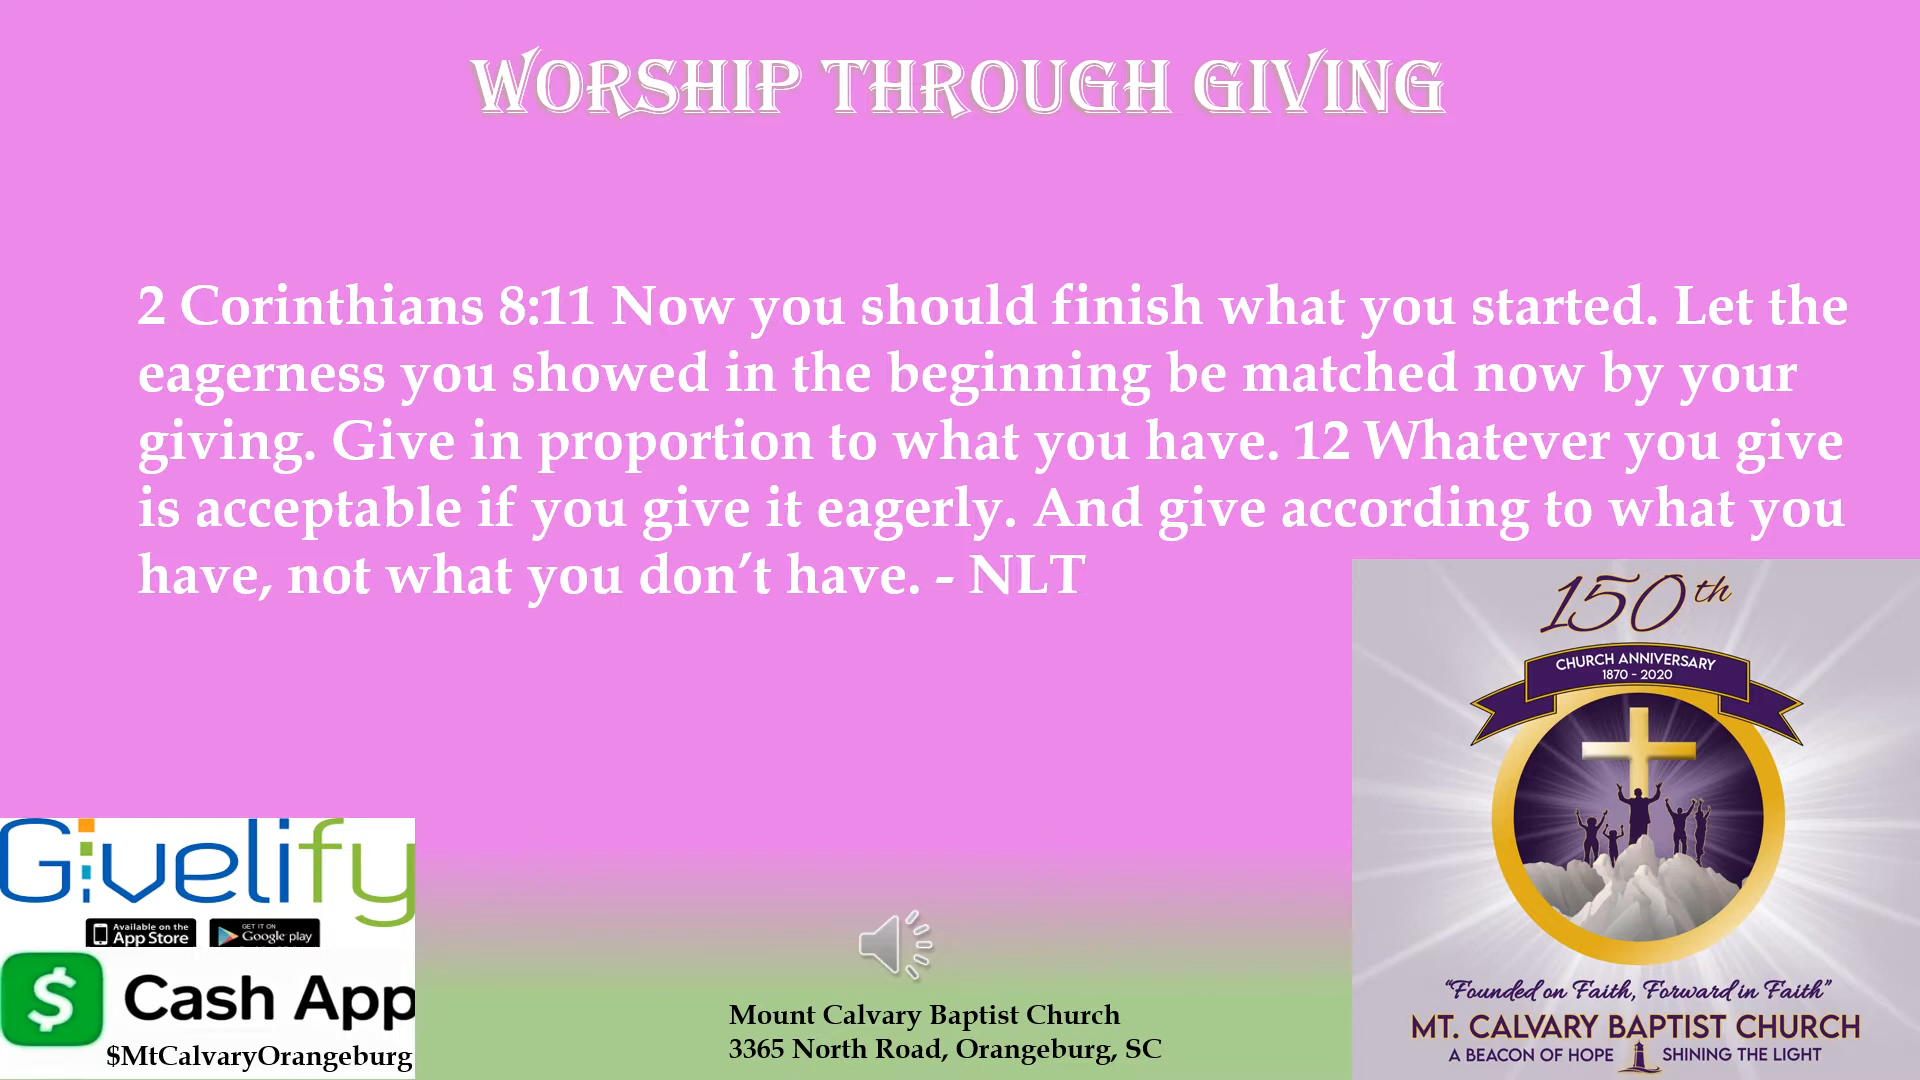 WORSHIP THROUGH GIVING
2 Corinthians 8:11 Now you should finish what you started. Let the
eagerness you showed in the beginning be matched now by your
giving. Give in proportion to what you have. 12 Whatever you give
is acceptable if you give it eagerly. And give according to what you
have, not what you don’t have. - NLT
150th
CHURCH ANNIVERSARY
1870 - 2020
Givelify
Available on the
App Store
GET IT ON
Google play
$ Cash App
$MtCalvaryOrangeburg
Mount Calvary Baptist Church
3365 North Road, Orangeburg, SC
“Founded on Faith, Forward in Faith”
MT. CALVARY BAPTIST CHURCH
A BEACON OF HOPE SHINING THE LIGHT